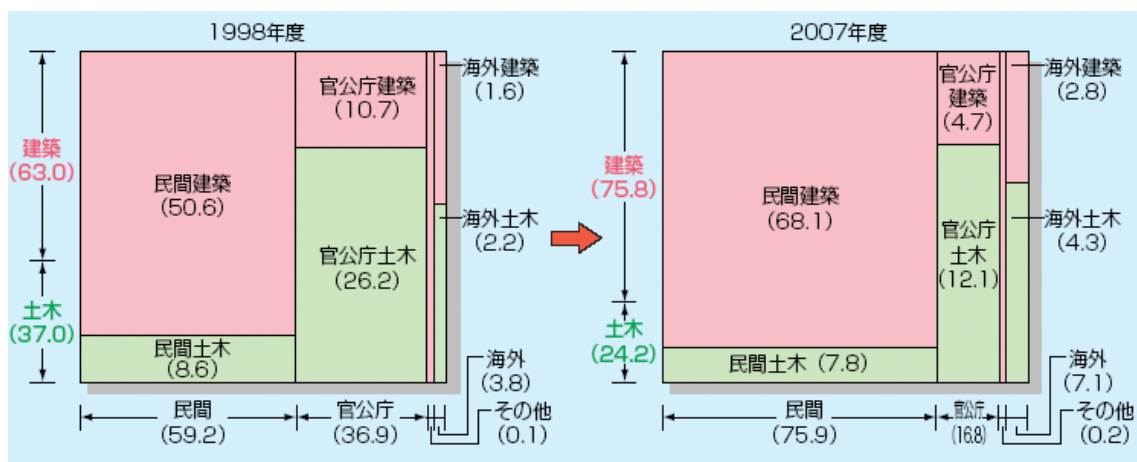 1998年度
建築
(63.0)
土木
(37.0)
民間建築
(50.6)
民間土木
(8.6)
官公庁建築
(10.7)
官公庁土木
(26.2)
海外建築
(1.6)
海外土木
(2.2)
民間
(59.2)
官公庁
(36.9)
海外
(3.8)
その他
(0.1)
2007年度
建築
(75.8)
土木
(24.2)
民間建築
(68.1)
民間土木 (7.8)
官公庁
建築
(4.7)
官公庁
土木
(12.1)
海外建築
(2.8)
海外土木
(4.3)
民間
(75.9)
官公庁
(16.8)
海外
(7.1)
その他
(0.2)